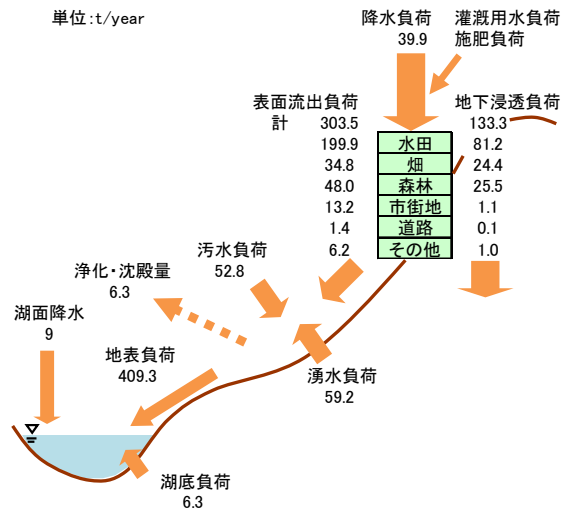 単位:t/year
降水負荷
39.9
灌漑用水負荷
施肥負荷
表面流出負荷
計 303.5
地下浸透負荷
133.3
199.9 水田 81.2
34.8 畑 24.4
48.0 森林 25.5
13.2 市街地 1.1
1.4 道路 0.1
6.2 その他 1.0
汚水負荷
52.8
浄化・沈殿量
6.3
湖面降水
9
地表負荷
409.3
湧水負荷
59.2
湖底負荷
6.3